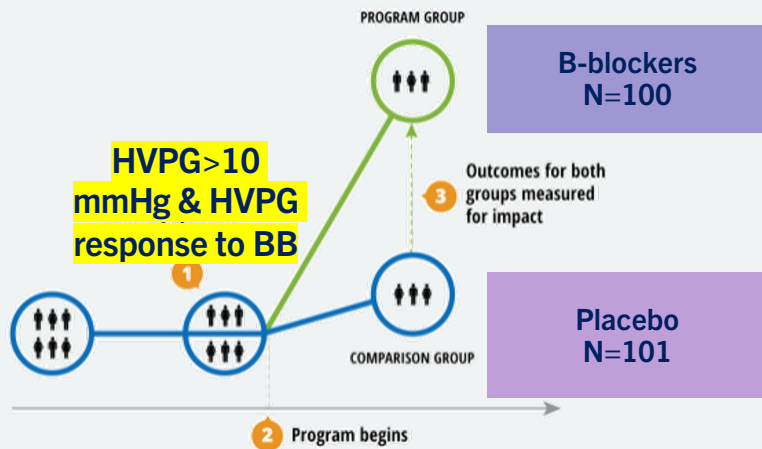 PROGRAM GROUP
B-blockers
N=100
HVPG>10
mmHg & HVPG
response to BB
1
3
Outcomes for both
groups measured
for impact
Placebo
N=101
COMPARISON GROUP
2
Program begins